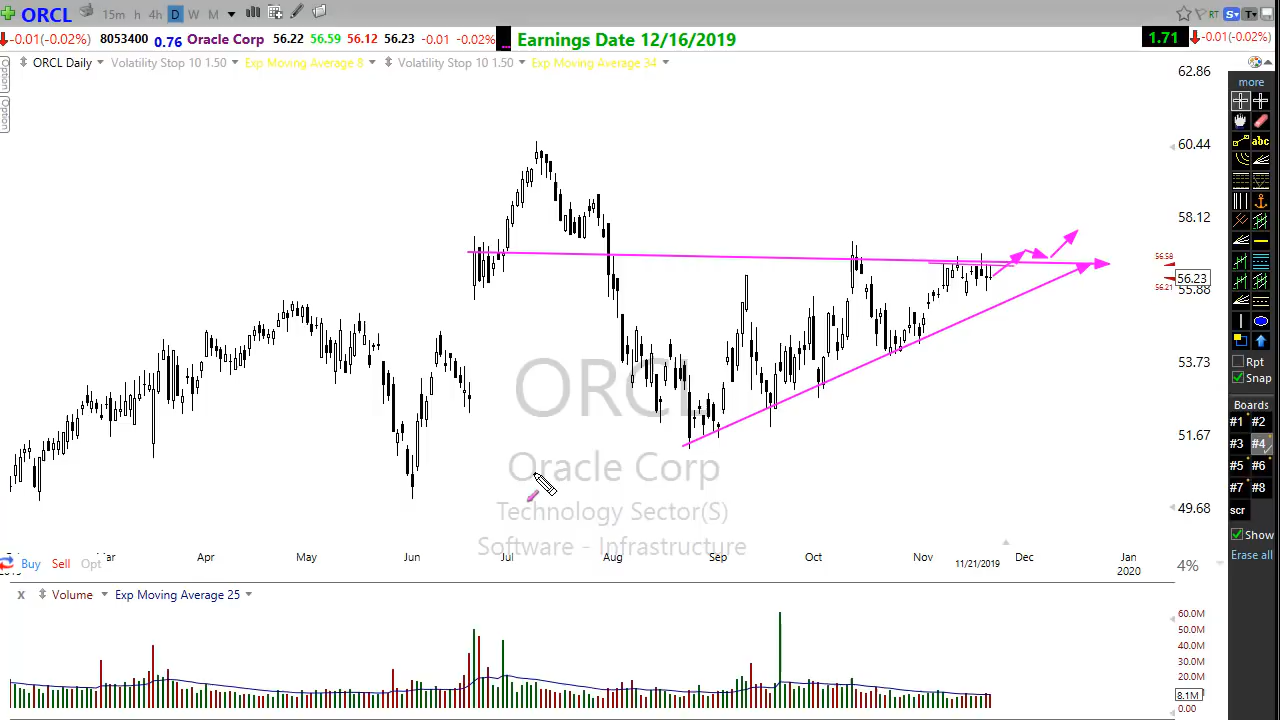 ORCL 15m h 4h D W M RT S T
-0.01(-0.02%) 8053400 0.76 Oracle Corp 56.22 56.59 56.12 56.23 -0.01 -0.02% Earnings Date 12/16/2019 1.71 -0.01(-0.02%)
ORCL Daily Volatility Stop 10 1.50 Exp Moving Average 8 Volatility Stop 10 1.50 Exp Moving Average 34
Option
Option
62.86
60.44
58.12
56.58
56.23
56.21
55.88
53.73
51.67
49.68
ORCL
Oracle Corp
Technology Sector(S)
Software - Infrastructure
Apr May Jun Jul Aug Sep Oct Nov Dec Jan
11/21/2019 2020
Buy Sell Opt 4%
more
abc
Rpt
Snap
Boards
#1 #2
#3 #4
#5 #6
#7 #8
scr
Show
Erase all
x Volume Exp Moving Average 25
60.0M
50.0M
40.0M
30.0M
20.0M
8.1M
0.00